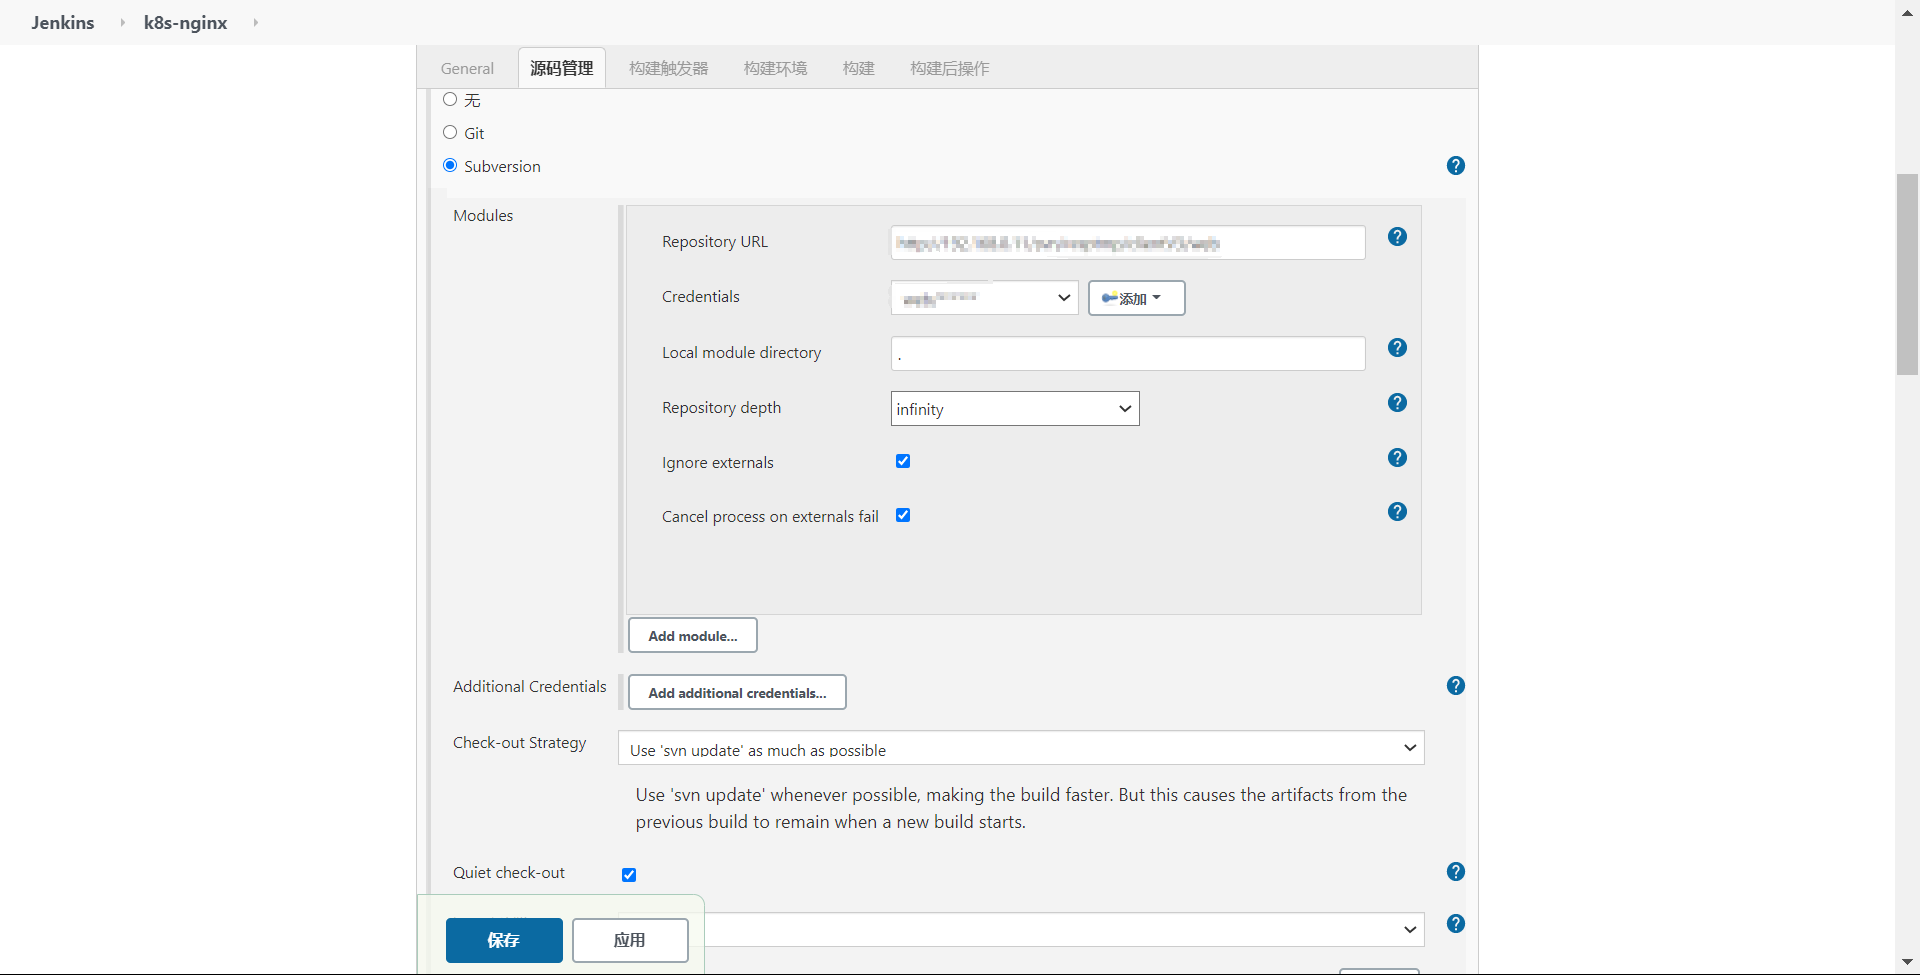 Jenkins
k8s-nginx
General
源码管理
构建触发器
构建环境
构建
构建后操作
无
Git
Subversion
Modules
Repository URL
Credentials
添加
Local module directory
.
Repository depth
infinity
Ignore externals
Cancel process on externals fail
Add module...
Additional Credentials
Add additional credentials...
Check-out Strategy
Use 'svn update' as much as possible
Use 'svn update' whenever possible, making the build faster. But this causes the artifacts from the
previous build to remain when a new build starts.
Quiet check-out
保存
应用